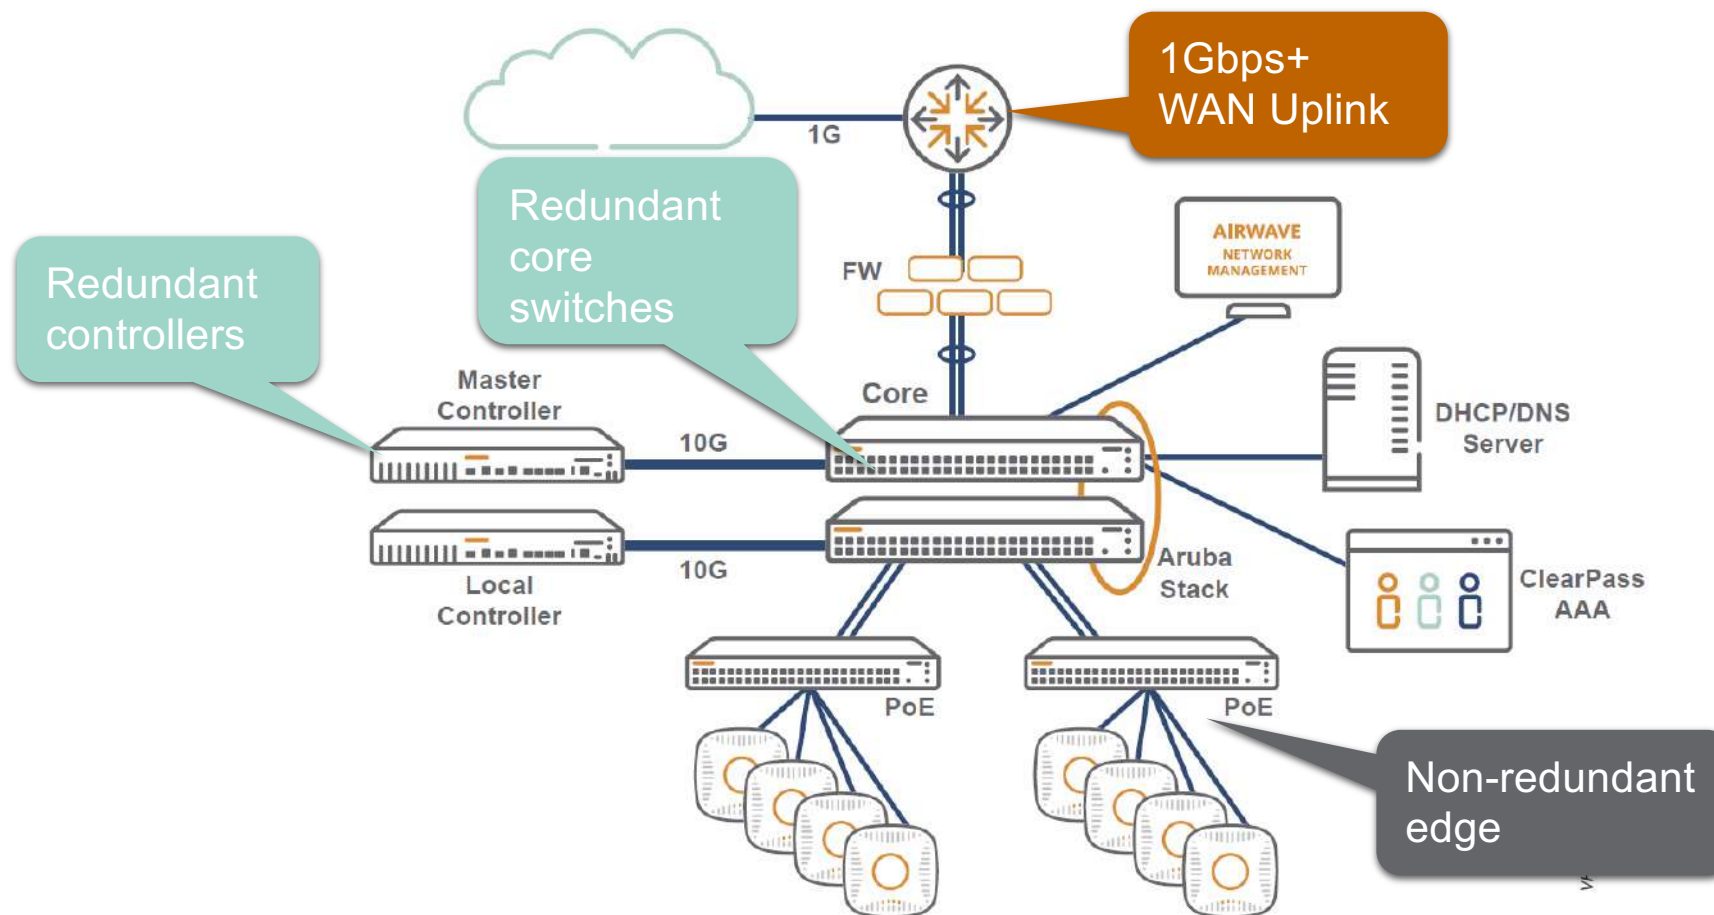 1Gbps+
WAN Uplink
1G
Redundant
core
switches
Redundant
controllers
AIRWAVE
NETWORK
MANAGEMENT
FW
Master
Controller
Core
10G
DHCP/DNS
Server
10G
Local
Controller
Aruba
Stack
ClearPass
AAA
PoE
PoE
Non-redundant
edge